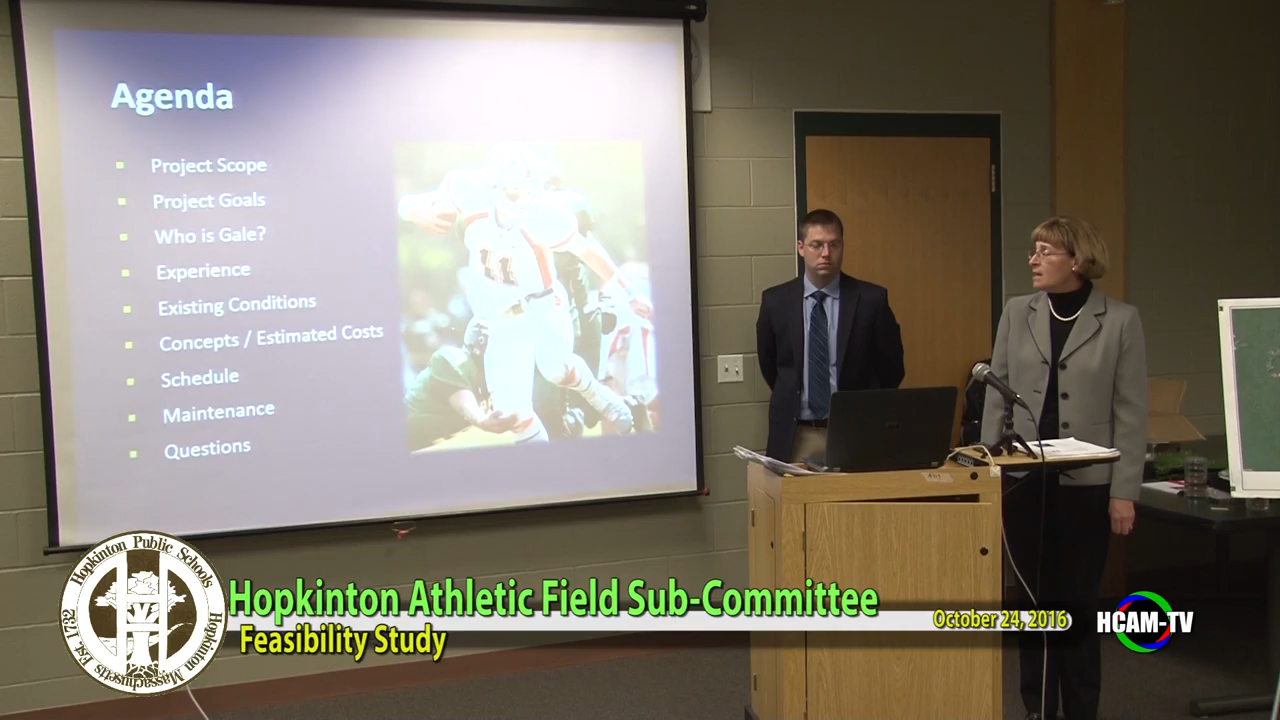 Agenda
Project Scope
Project Goals
Who is Gale?
Experience
Existing Conditions
Concepts / Estimated Costs
Schedule
Maintenance
Questions
Hopkinton Public Schools
Hopkinton Massachusetts Est. 1732
Hopkinton Athletic Field Sub-Committee
Feasibility Study
October 24, 2016
HCAM-TV